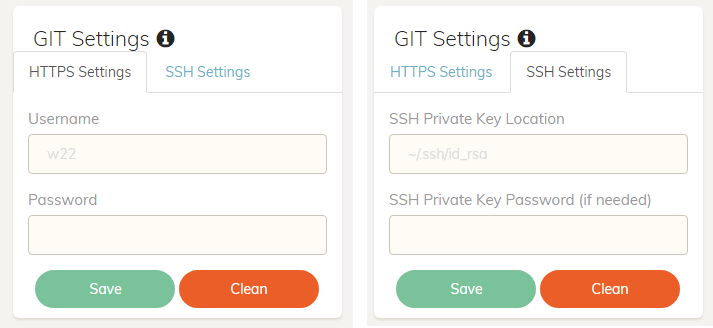 GIT Settings
HTTPS Settings SSH Settings
Username
w22
Password
Save Clean
GIT Settings
HTTPS Settings SSH Settings
SSH Private Key Location
~/.ssh/id_rsa
SSH Private Key Password (if needed)
Save Clean